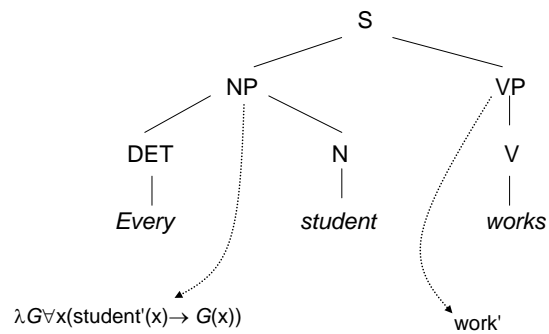 S
NP VP
DET N V
Every student works
λG∀x(student'(x)→ G(x)) work'